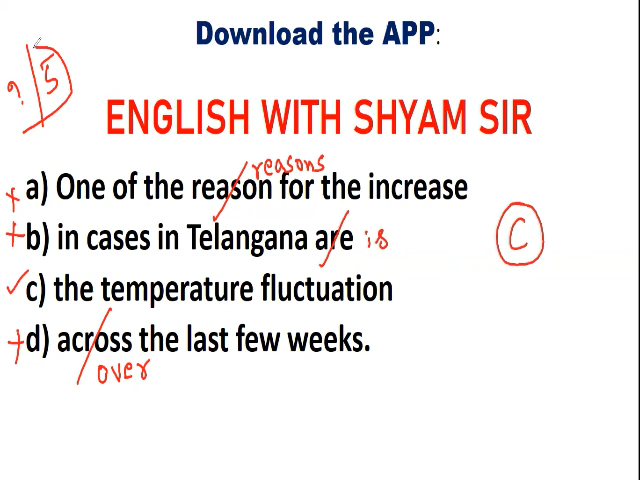 Download the APP:
5
?
ENGLISH WITH SHYAM SIR
reasons
a) One of the reason for the increase
b) in cases in Telangana are is
C
c) the temperature fluctuation
d) across the last few weeks.
over